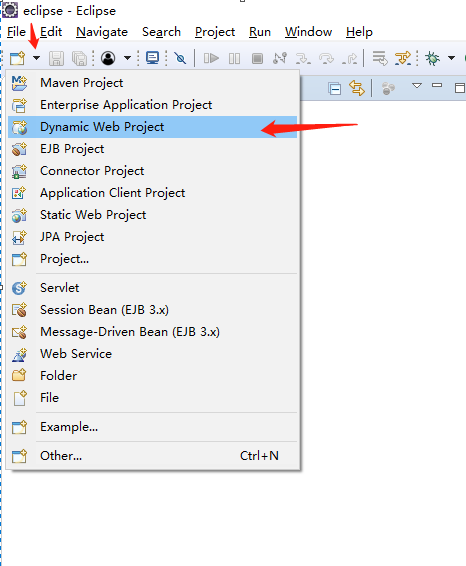 eclipse - Eclipse
File Edit Navigate Search Project Run Window Help
Maven Project
Enterprise Application Project
Dynamic Web Project
EJB Project
Connector Project
Application Client Project
Static Web Project
JPA Project
Project...
Servlet
Session Bean (EJB 3.x)
Message-Driven Bean (EJB 3.x)
Web Service
Folder
File
Example...
Other... Ctrl+N